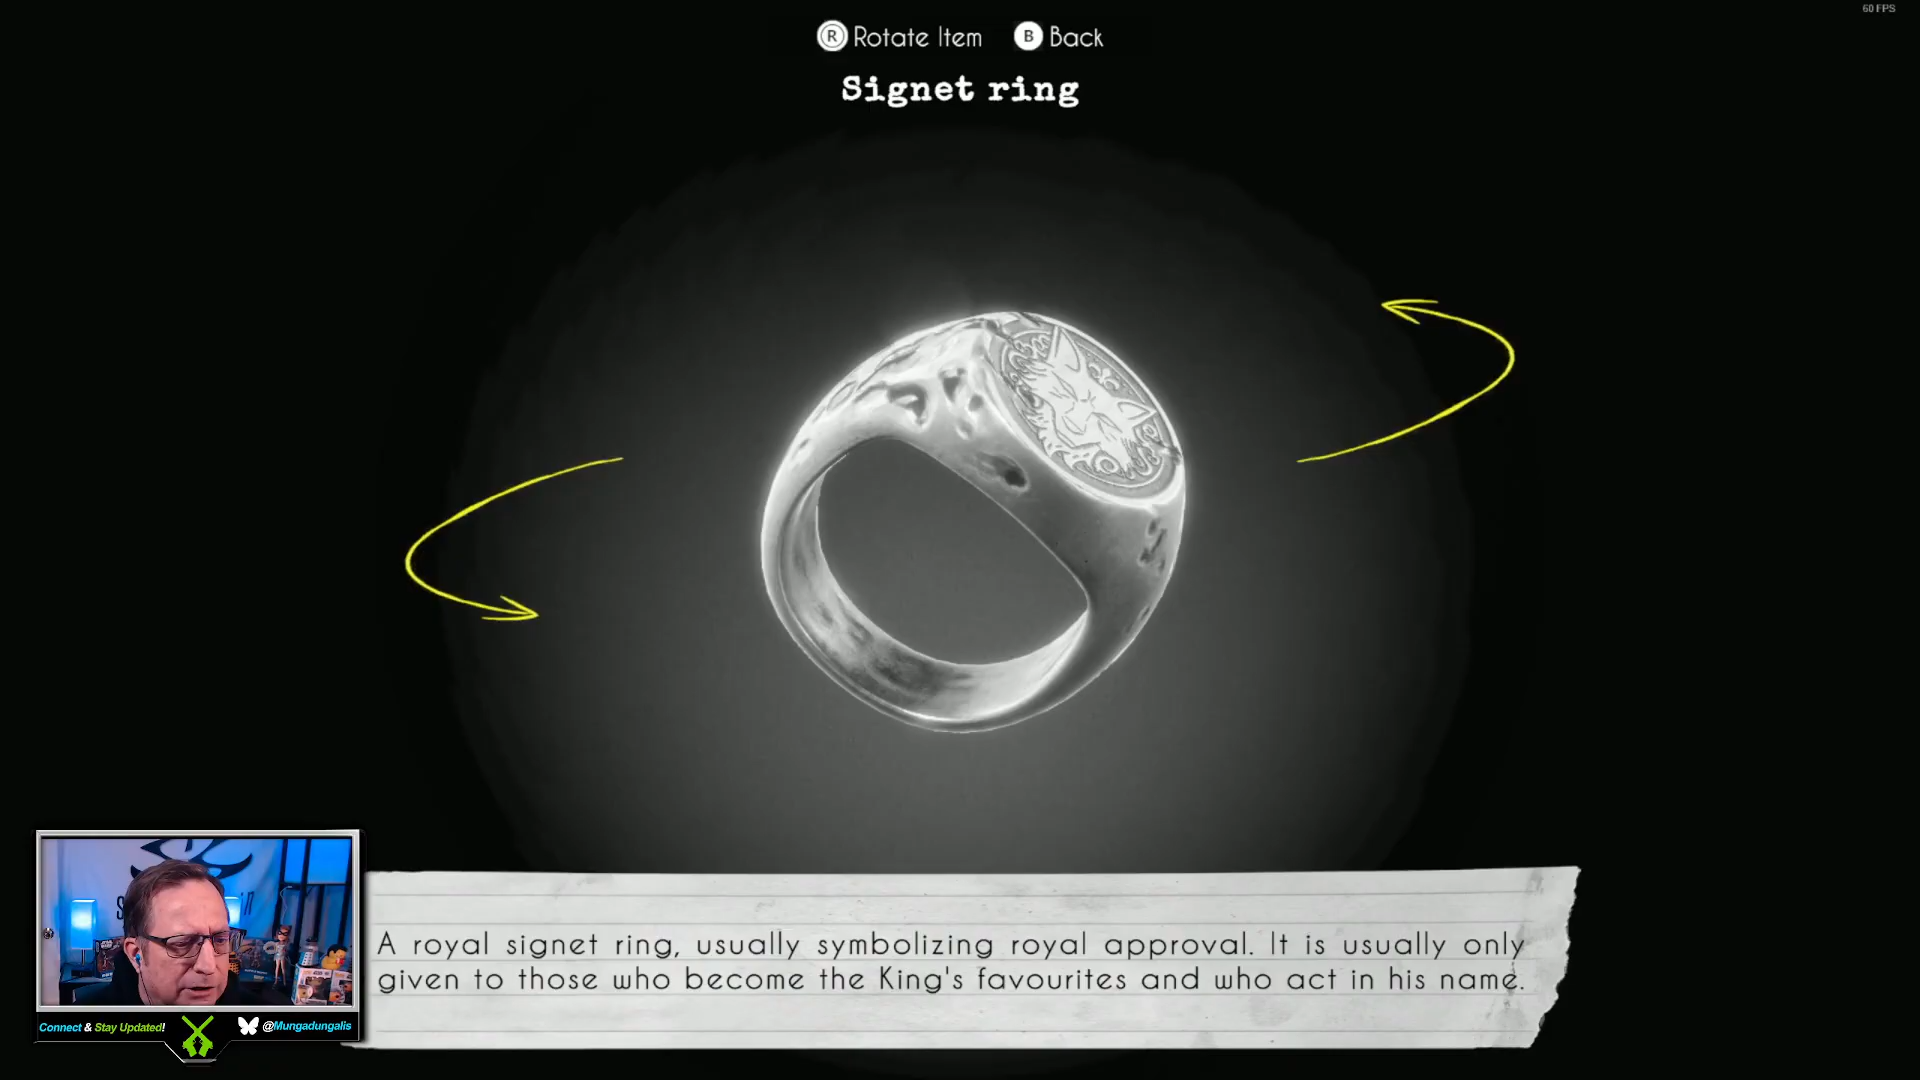 60 FPS
R Rotate Item B Back
Signet ring
A royal signet ring, usually symbolizing royal approval. It is usually only
given to those who become the King's favourites and who act in his name.
Connect & Stay Updated!
@Mungadungalis